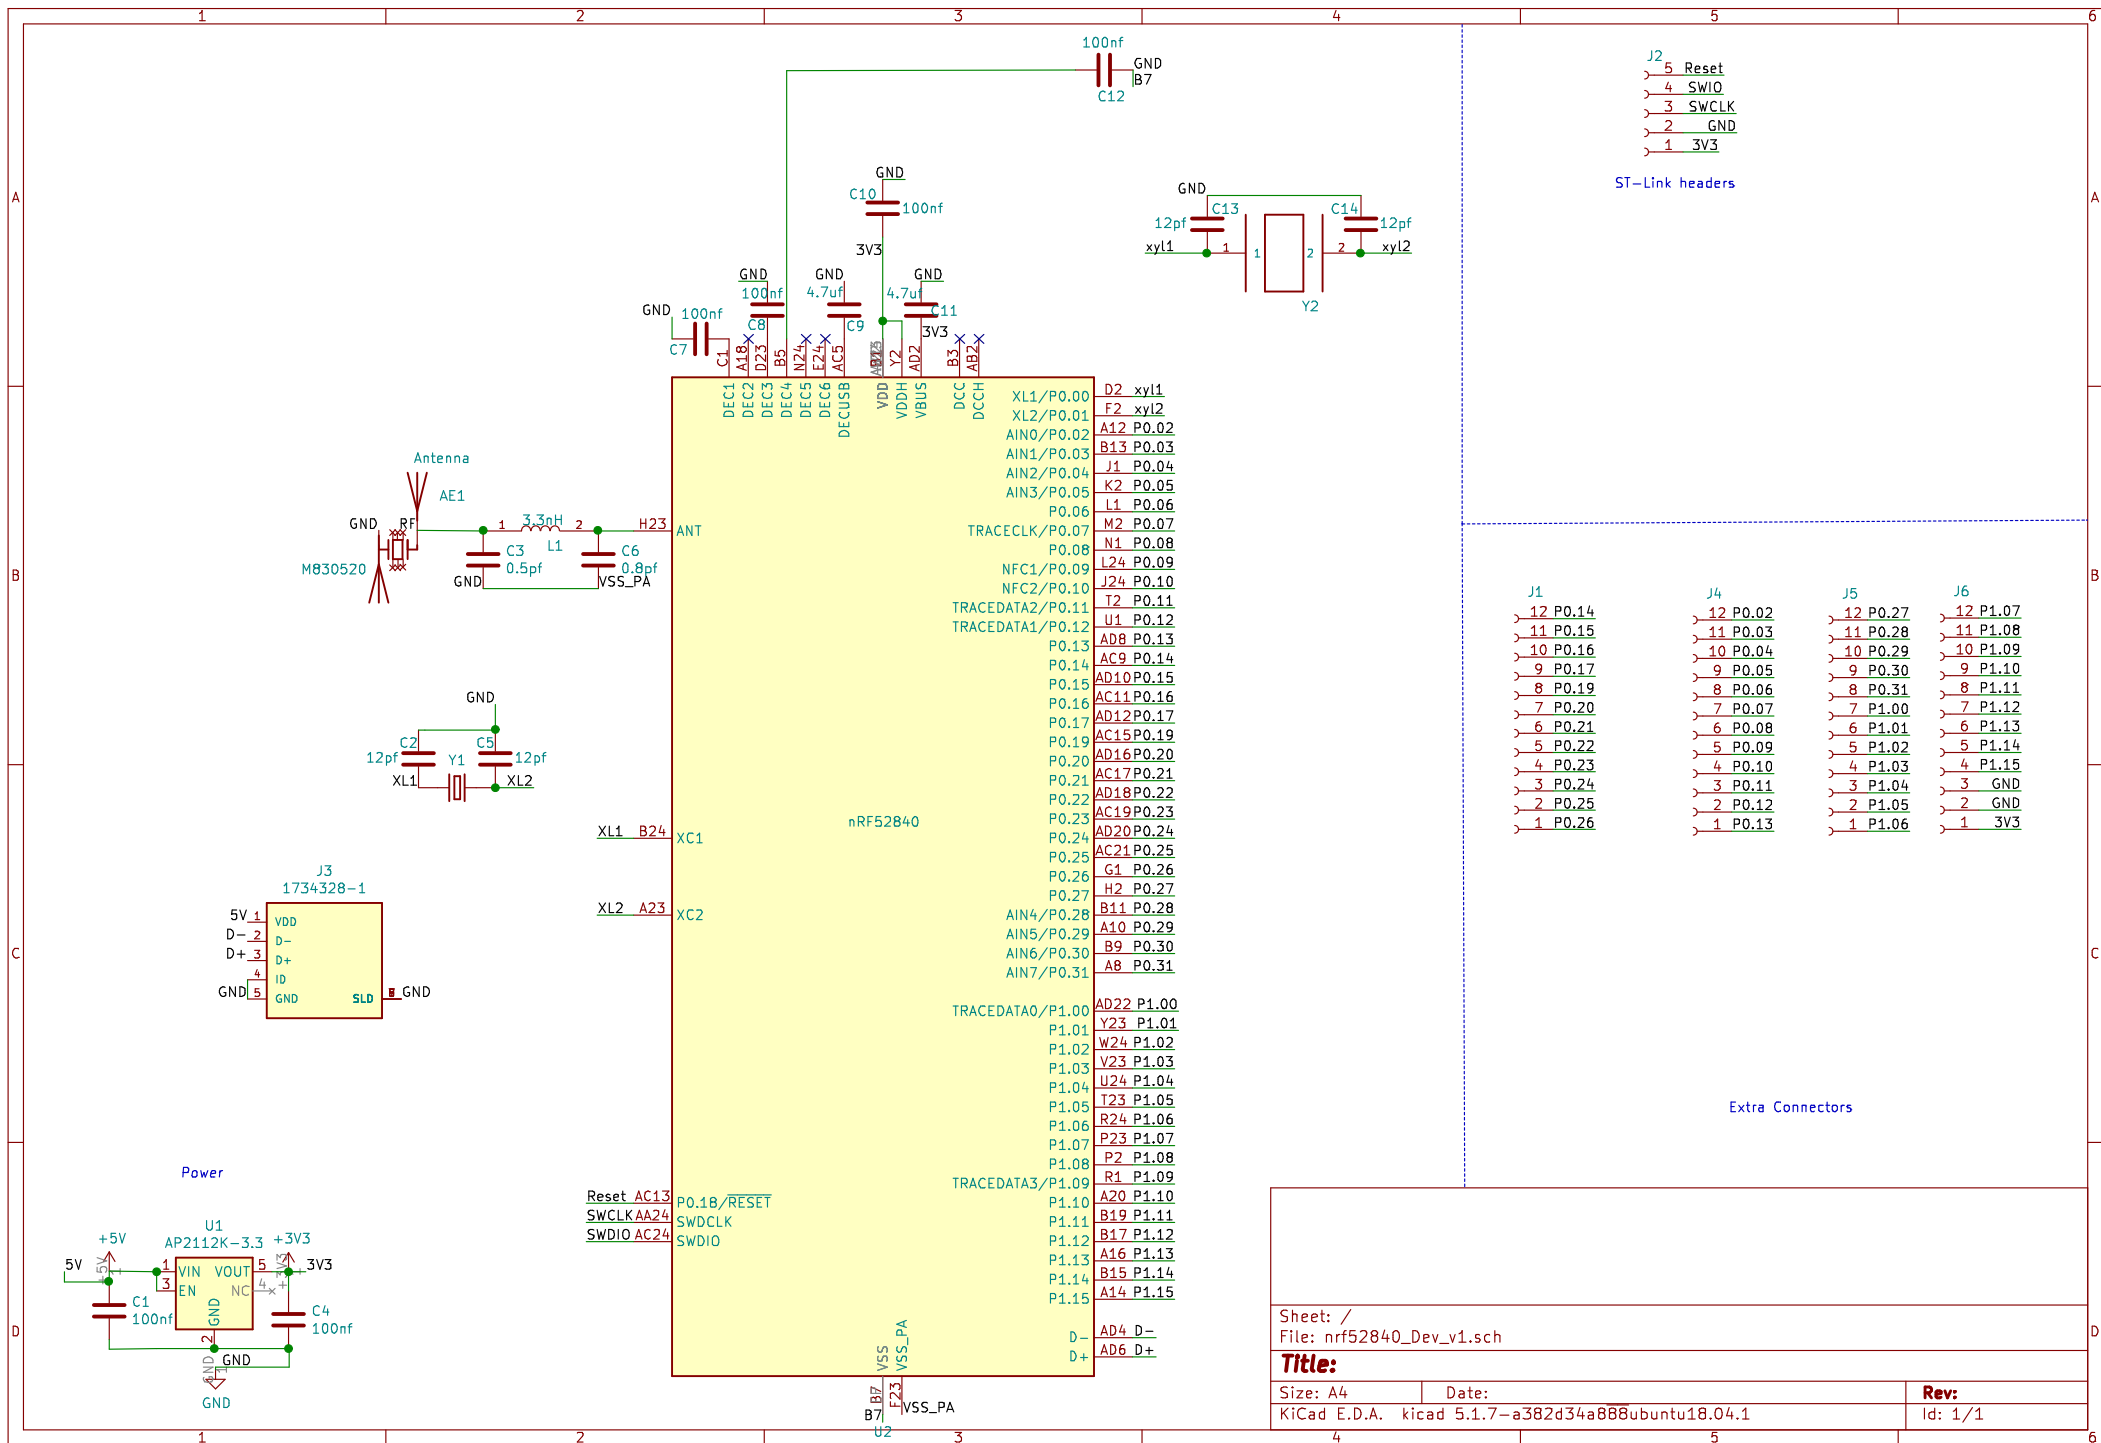 1 2 3 4 5 6
A
B
C
D
A
B
C
D
1 2 3 4 5 6
100nf
GND
B7
C12
J2
5 Reset
4 SWIO
3 SWCLK
2 GND
1 3V3
ST-Link headers
GND
C10
100nf
3V3
GND
C13
12pf
C14
12pf
xyl1 1 1 2 2 xyl2
Y2
GND
100nf
C8
GND
4.7uf
C9
GND
4.7uf
C11
3V3
GND
100nf
C7
C1 DEC1
A18 DEC2
D23 DEC3
B5 DEC4
N24 DEC5
E24 DEC6
AC5 DECUSB
VDD
Y2 VDDH
AD2 VBUS
B3 DCC
AB2 DCCH
XL1/P0.00 D2 xyl1
XL2/P0.01 F2 xyl2
AIN0/P0.02 A12 P0.02
AIN1/P0.03 B13 P0.03
AIN2/P0.04 J1 P0.04
AIN3/P0.05 K2 P0.05
P0.06 L1 P0.06
TRACECLK/P0.07 M2 P0.07
P0.08 N1 P0.08
NFC1/P0.09 L24 P0.09
NFC2/P0.10 J24 P0.10
TRACEDATA2/P0.11 T2 P0.11
TRACEDATA1/P0.12 U1 P0.12
P0.13 AD8 P0.13
P0.14 AC9 P0.14
P0.15 AD10 P0.15
P0.16 AC11 P0.16
P0.17 AD12 P0.17
P0.19 AC15 P0.19
P0.20 AD16 P0.20
P0.21 AC17 P0.21
P0.22 AD18 P0.22
P0.23 AC19 P0.23
P0.24 AD20 P0.24
P0.25 AC21 P0.25
P0.26 G1 P0.26
P0.27 H2 P0.27
AIN4/P0.28 B11 P0.28
AIN5/P0.29 A10 P0.29
AIN6/P0.30 B9 P0.30
AIN7/P0.31 A8 P0.31
TRACEDATA0/P1.00 AD22 P1.00
P1.01 Y23 P1.01
P1.02 W24 P1.02
P1.03 V23 P1.03
P1.04 U24 P1.04
P1.05 T23 P1.05
P1.06 R24 P1.06
P1.07 P23 P1.07
P1.08 P2 P1.08
TRACEDATA3/P1.09 R1 P1.09
P1.10 A20 P1.10
P1.11 B19 P1.11
P1.12 B17 P1.12
P1.13 A16 P1.13
P1.14 B15 P1.14
P1.15 A14 P1.15
D- AD4 D-
D+ AD6 D+
nRF52840
Antenna
AE1
GND RF
M830520
1 3.3nH 2
L1
H23 ANT
C3
0.5pf
C6
0.8pf
GND
VSS_PA
GND
C2
12pf
C5
12pf
Y1
XL1 XL2
XL1 B24 XC1
XL2 A23 XC2
J3
1734328-1
5V 1 VDD
D- 2 D-
D+ 3 D+
4 ID
GND 5 GND
SLD GND
Reset AC13 P0.18/RESET
SWCLK AA24 SWDCLK
SWDIO AC24 SWDIO
VSS
VSS_PA
B7
F23
VSS_PA
B7
U2
Power
U1
AP2112K-3.3
+5V
+5V
5V
1 VIN
3 EN
VOUT 5
NC 4
GND
2
+3V3
+3V3
3V3
C1
100nf
C4
100nf
GND
GND
1
GND
J1
12 P0.14
11 P0.15
10 P0.16
9 P0.17
8 P0.19
7 P0.20
6 P0.21
5 P0.22
4 P0.23
3 P0.24
2 P0.25
1 P0.26
J4
12 P0.02
11 P0.03
10 P0.04
9 P0.05
8 P0.06
7 P0.07
6 P0.08
5 P0.09
4 P0.10
3 P0.11
2 P0.12
1 P0.13
J5
12 P0.27
11 P0.28
10 P0.29
9 P0.30
8 P0.31
7 P1.00
6 P1.01
5 P1.02
4 P1.03
3 P1.04
2 P1.05
1 P1.06
J6
12 P1.07
11 P1.08
10 P1.09
9 P1.10
8 P1.11
7 P1.12
6 P1.13
5 P1.14
4 P1.15
3 GND
2 GND
1 3V3
Extra Connectors
Sheet: /
File: nrf52840_Dev_v1.sch
Title:
Size: A4 Date: Rev:
KiCad E.D.A. kicad 5.1.7-a382d34a888ubuntu18.04.1 Id: 1/1